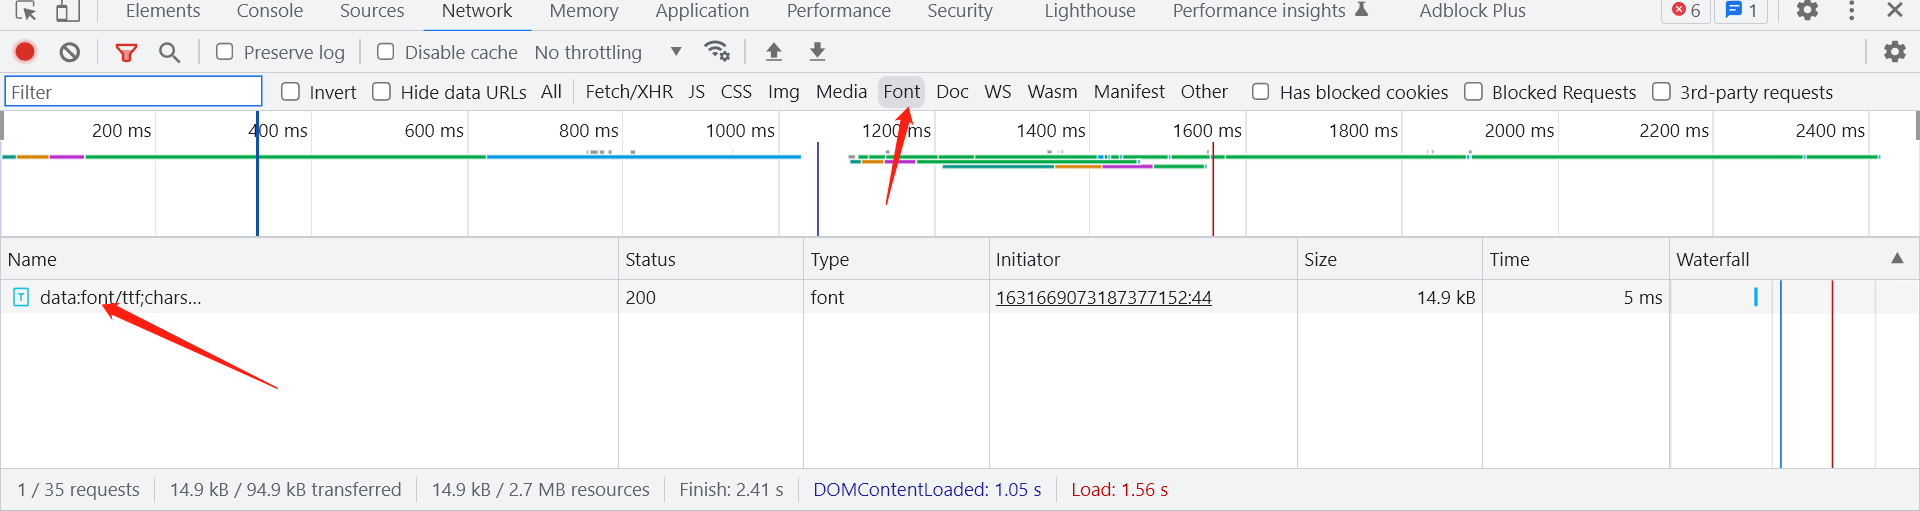 Elements Console Sources Network Memory Application Performance Security Lighthouse Performance insights Adblock Plus 6 1
Preserve log Disable cache No throttling
Filter Invert Hide data URLs All Fetch/XHR JS CSS Img Media Font Doc WS Wasm Manifest Other Has blocked cookies Blocked Requests 3rd-party requests
200 ms 400 ms 600 ms 800 ms 1000 ms 1200 ms 1400 ms 1600 ms 1800 ms 2000 ms 2200 ms 2400 ms
Name Status Type Initiator Size Time Waterfall
data:font/ttf;chars... 200 font 1631669073187377152:44 14.9 kB 5 ms
1 / 35 requests 14.9 kB / 94.9 kB transferred 14.9 kB / 2.7 MB resources Finish: 2.41 s DOMContentLoaded: 1.05 s Load: 1.56 s